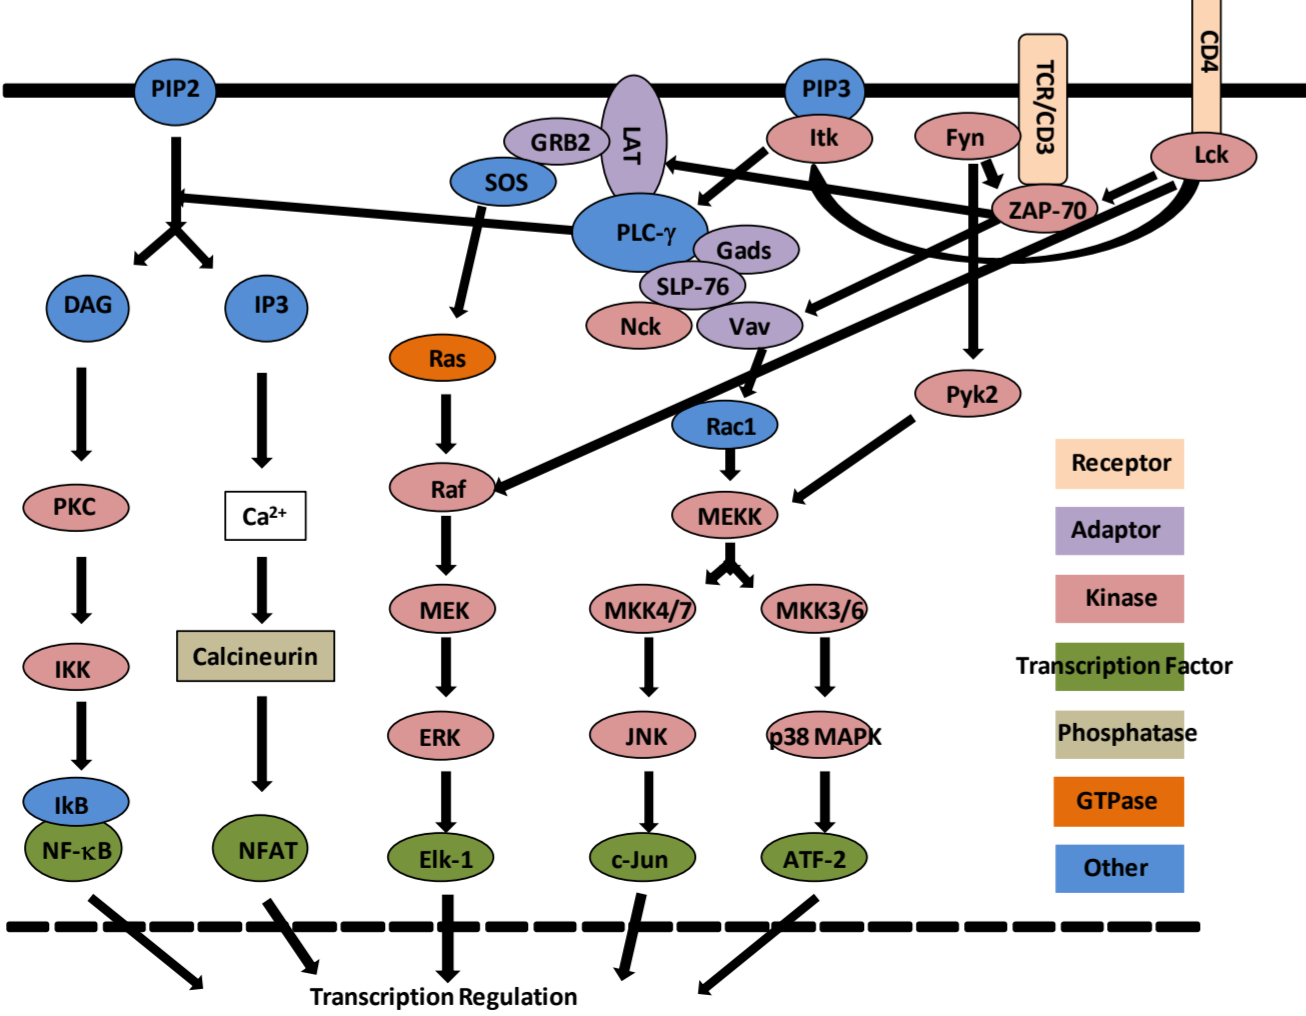 CD4
TCR/CD3
PIP2
PIP3
LAT
GRB2
Itk
Fyn
Lck
SOS
ZAP-70
PLC-γ
Gads
SLP-76
DAG
IP3
Nck
Vav
Ras
Pyk2
Rac1
Receptor
Raf
PKC
Ca²⁺
MEKK
Adaptor
MEK
MKK4/7
MKK3/6
Kinase
IKK
Calcineurin
Transcription Factor
ERK
JNK
p38 MAPK
Phosphatase
IkB
GTPase
NF-κB
NFAT
Elk-1
c-Jun
ATF-2
Other
Transcription Regulation